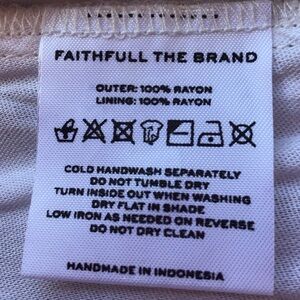 FAITHFULL THE BRAND
OUTER: 100% RAYON
LINING: 100% RAYON
COLD HANDWASH SEPARATELY
DO NOT TUMBLE DRY
TURN INSIDE OUT WHEN WASHING
DRY FLAT IN SHADE
LOW IRON AS NEEDED ON REVERSE
DO NOT DRY CLEAN
HANDMADE IN INDONESIA